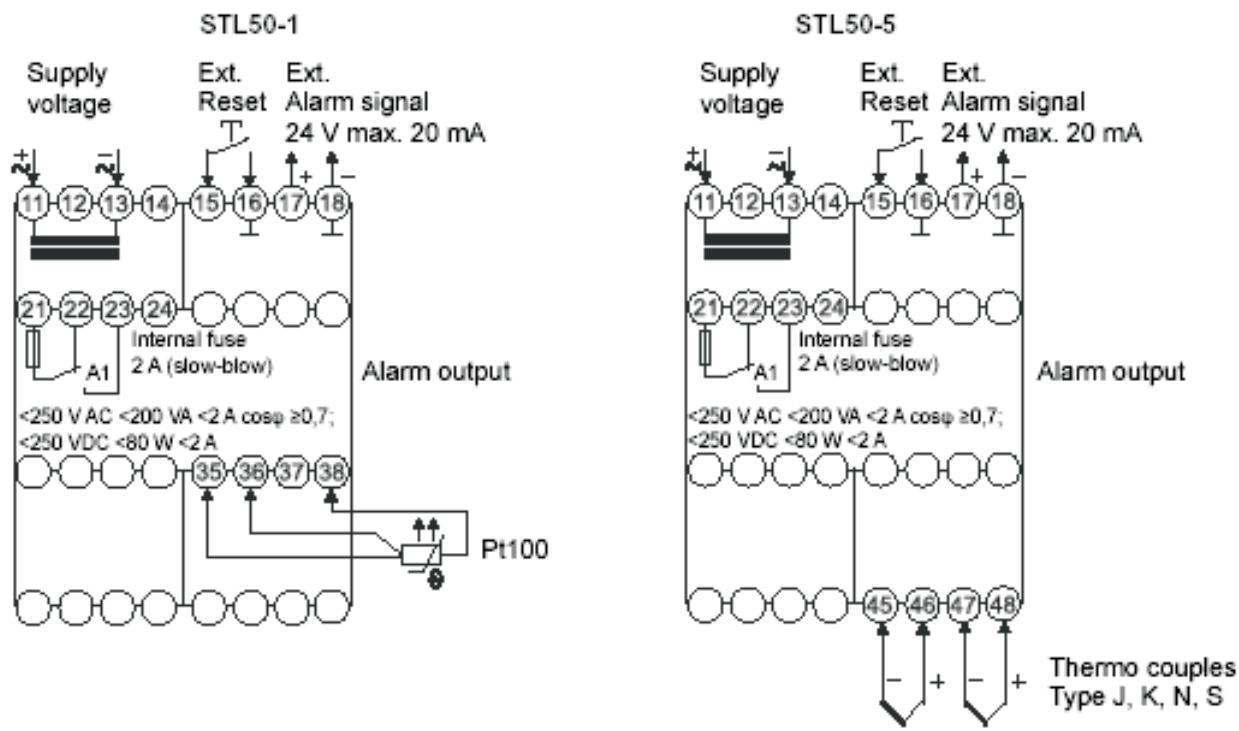 STL50-1
Supply
voltage
Ext.
Reset
Ext.
Alarm signal
24 V max. 20 mA
~+
~-
+
-
11 12 13 14 15 16 17 18
21 22 23 24
Internal fuse
2 A (slow-blow)
A1
Alarm output
<250 V AC <200 VA <2 A cosφ ≥0,7;
<250 VDC <80 W <2 A
35 36 37 38
Pt100
ϑ
STL50-5
Supply
voltage
Ext.
Reset
Ext.
Alarm signal
24 V max. 20 mA
~+
~-
+
-
11 12 13 14 15 16 17 18
21 22 23 24
Internal fuse
2 A (slow-blow)
A1
Alarm output
<250 V AC <200 VA <2 A cosφ ≥0,7;
<250 VDC <80 W <2 A
45 46 47 48
- + - +
Thermo couples
Type J, K, N, S